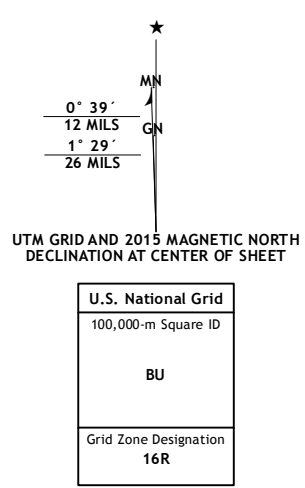 ★
MN
0° 39´
12 MILS
GN
1° 29´
26 MILS
UTM GRID AND 2015 MAGNETIC NORTH
DECLINATION AT CENTER OF SHEET
U.S. National Grid
100,000-m Square ID
BU
Grid Zone Designation
16R